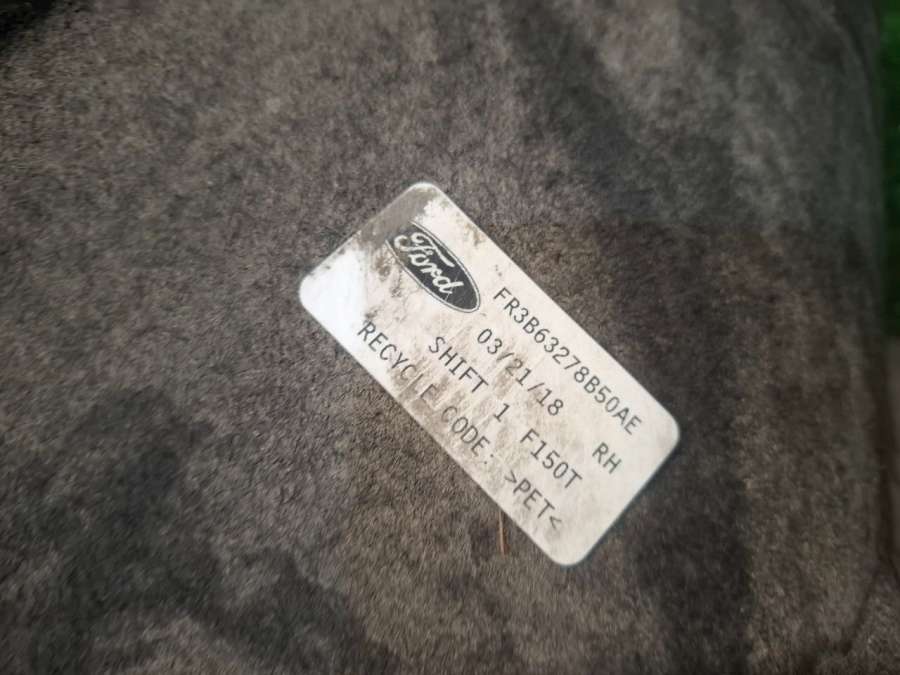 Ford
FR3B63278B50AE
03/21/18 RH
SHIFT 1 F150T
RECYCLE CODE: >PET<